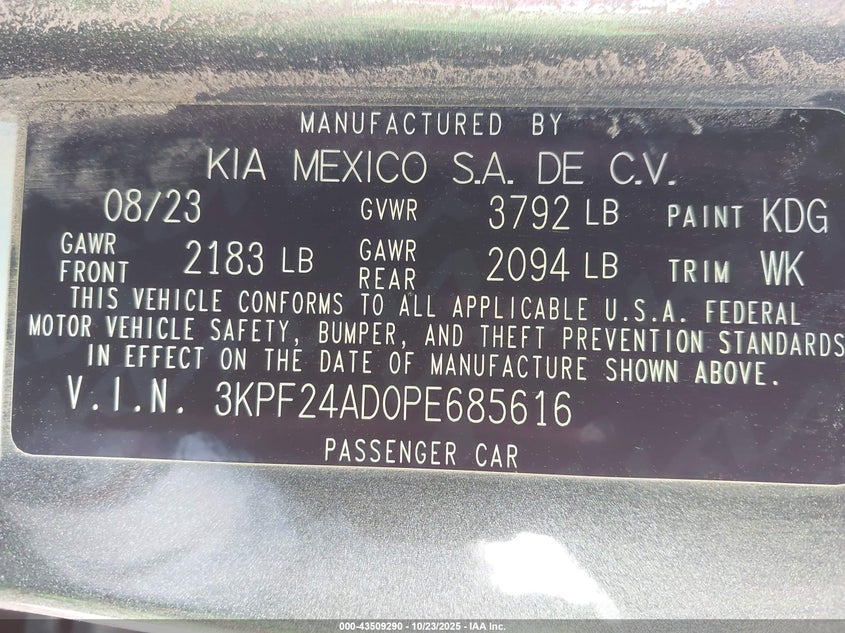 MANUFACTURED BY
KIA MEXICO S.A. DE C.V.
08/23 GVWR 3792 LB PAINT KDG
GAWR FRONT 2183 LB GAWR REAR 2094 LB TRIM WK
THIS VEHICLE CONFORMS TO ALL APPLICABLE U.S.A. FEDERAL
MOTOR VEHICLE SAFETY, BUMPER, AND THEFT PREVENTION STANDARDS
IN EFFECT ON THE DATE OF MANUFACTURE SHOWN ABOVE.
V.I.N. 3KPF24AD0PE685616
PASSENGER CAR
000-43509290 - 10/23/2025 - IAA Inc.